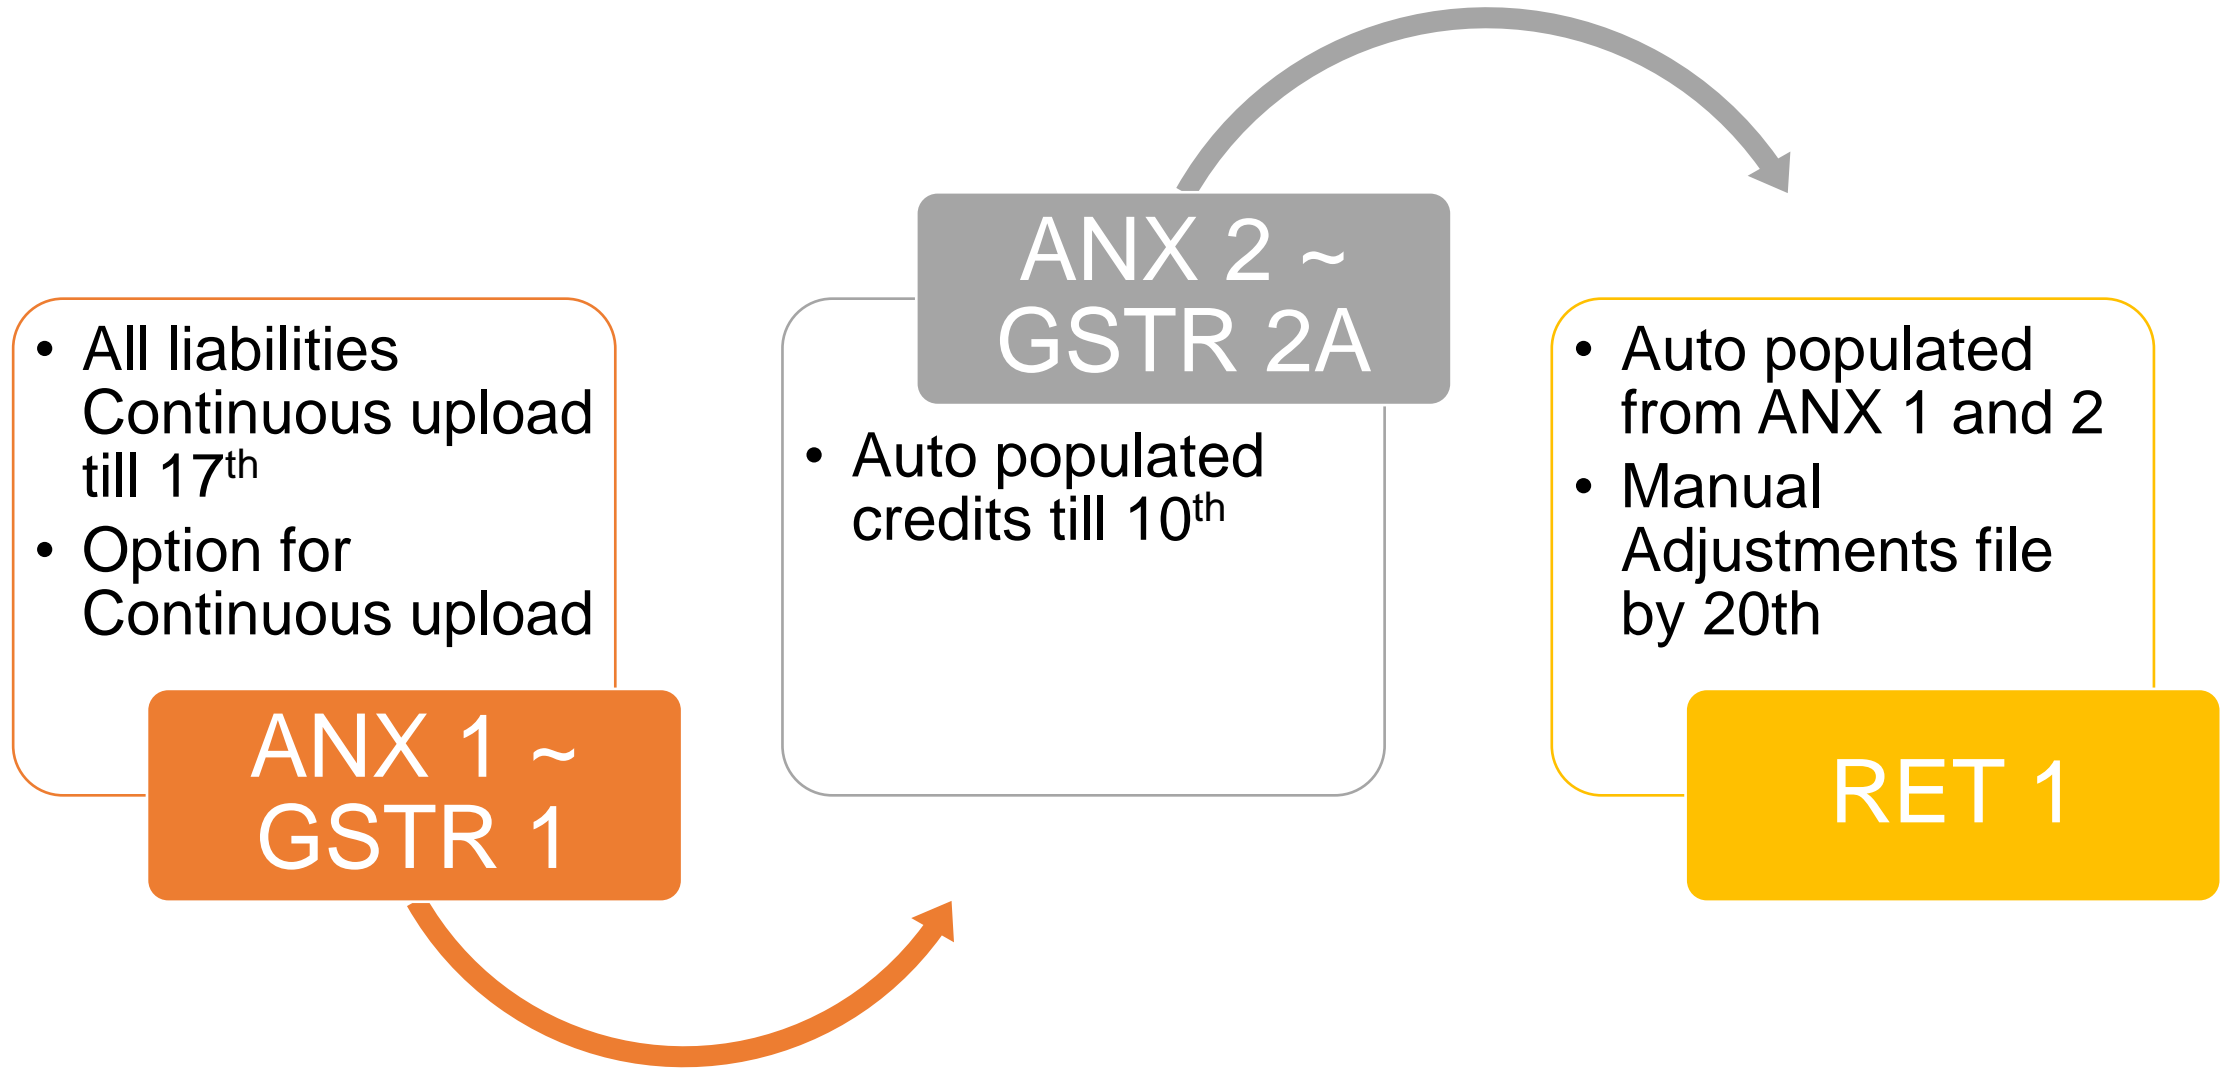 • All liabilities
Continuous upload
till 17th
• Option for
Continuous upload
ANX 1 ~
GSTR 1
ANX 2 ~
GSTR 2A
• Auto populated
credits till 10th
• Auto populated
from ANX 1 and 2
• Manual
Adjustments file
by 20th
RET 1